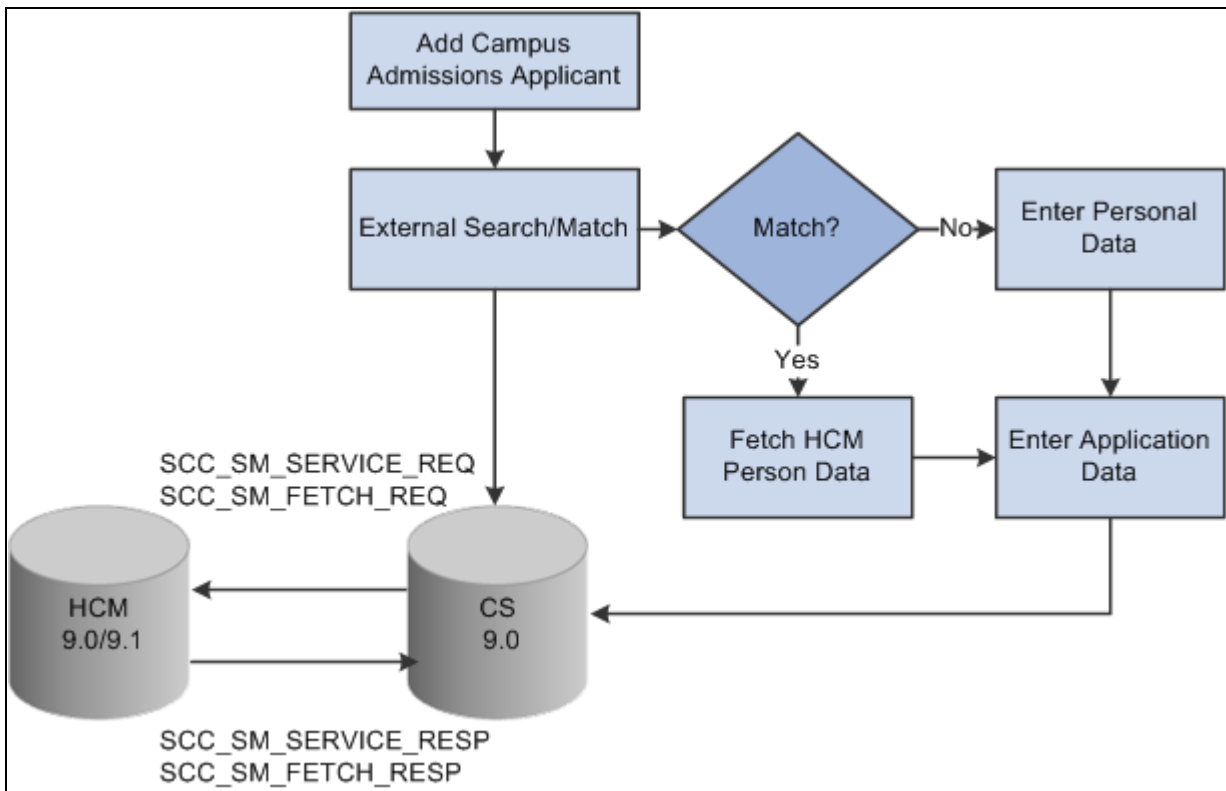 Add Campus
Admissions Applicant
External Search/Match
Match?
No
Enter Personal
Data
Yes
Fetch HCM
Person Data
Enter Application
Data
SCC_SM_SERVICE_REQ
SCC_SM_FETCH_REQ
HCM
9.0/9.1
CS
9.0
SCC_SM_SERVICE_RESP
SCC_SM_FETCH_RESP